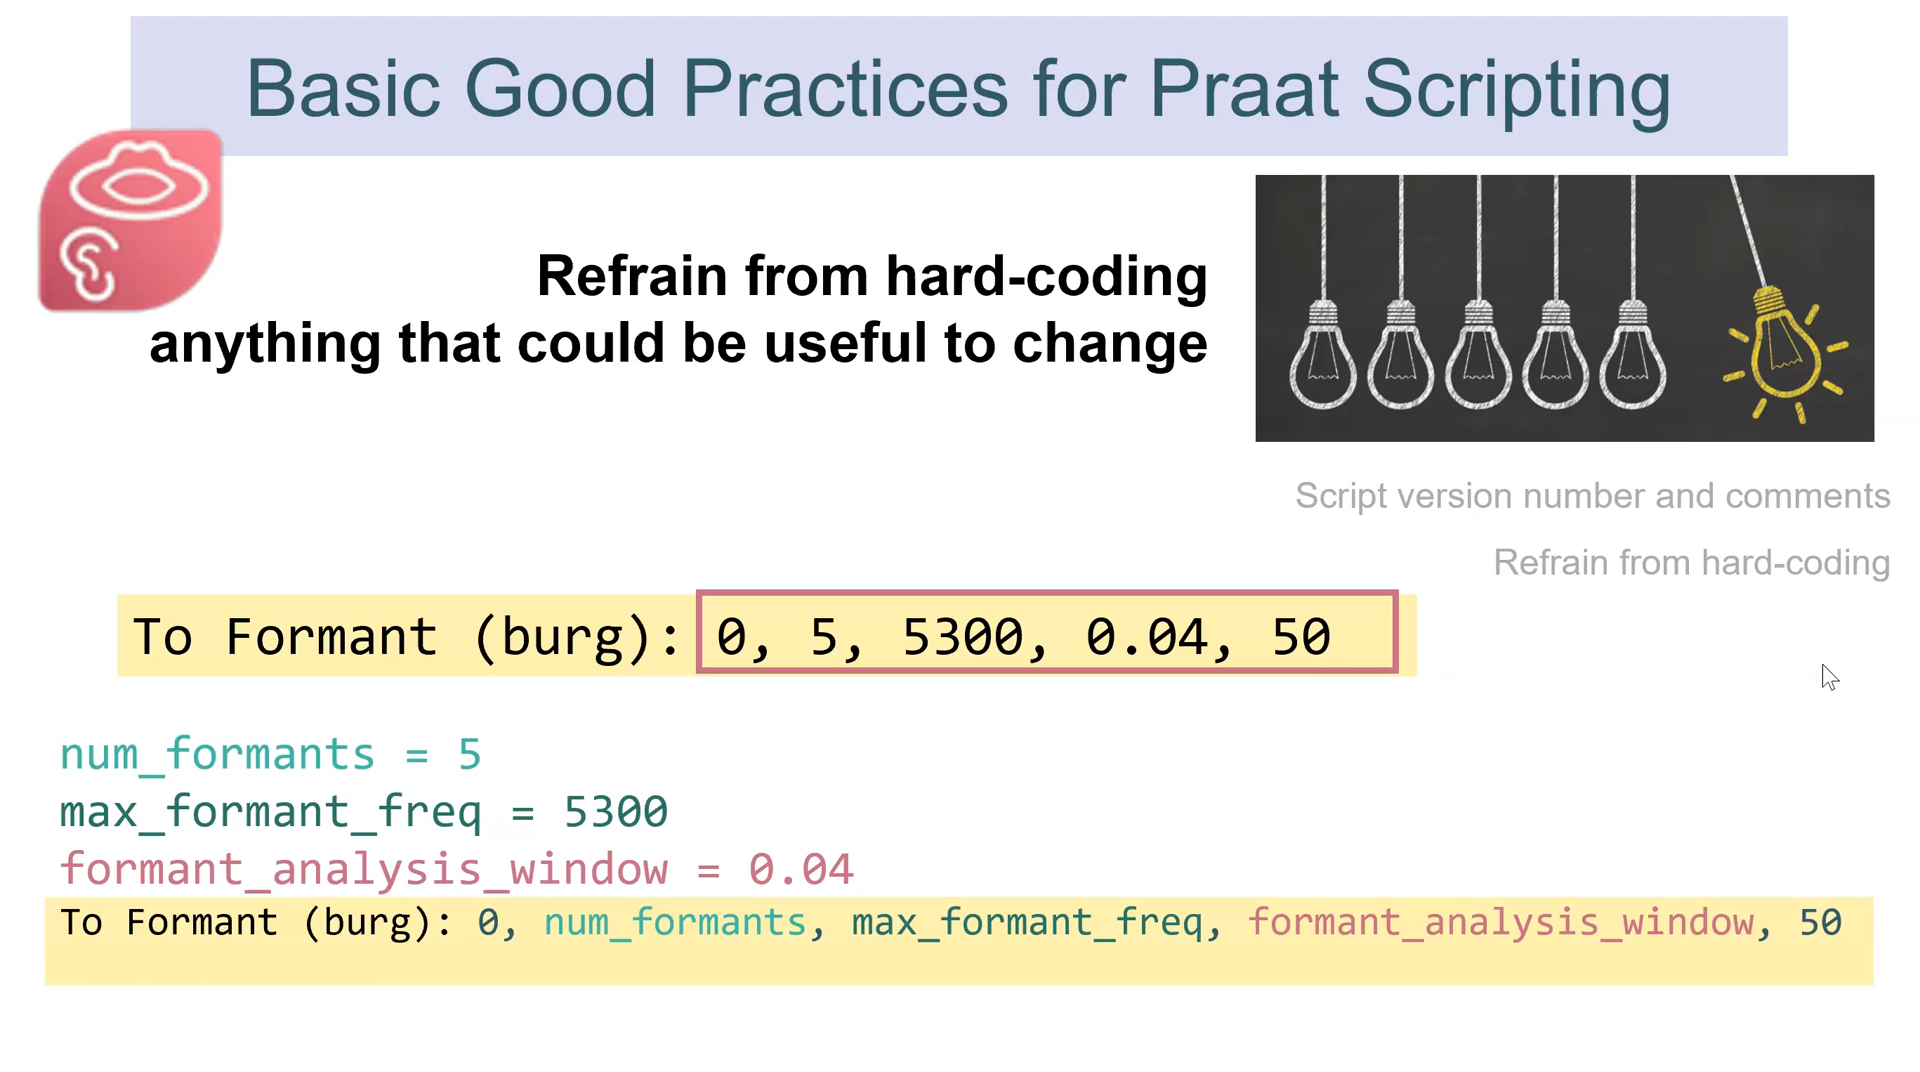 Basic Good Practices for Praat Scripting
Refrain from hard-coding
anything that could be useful to change
Script version number and comments
Refrain from hard-coding
To Formant (burg): 0, 5, 5300, 0.04, 50
num_formants = 5
max_formant_freq = 5300
formant_analysis_window = 0.04
To Formant (burg): 0, num_formants, max_formant_freq, formant_analysis_window, 50